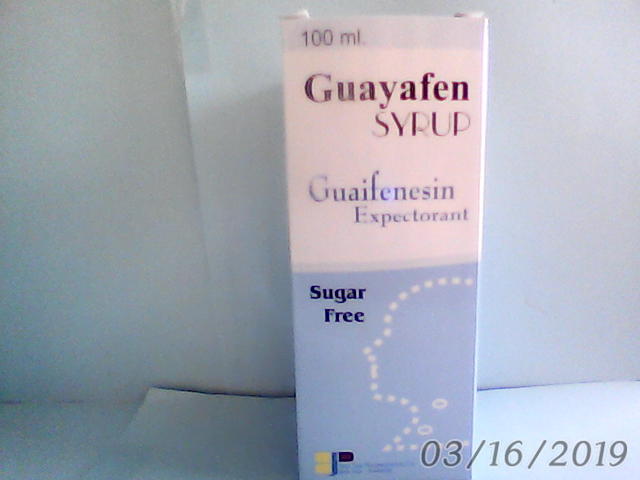 100 ml.
Guayafen
SYRUP
Guaifenesin
Expectorant
Sugar
Free
03/16/2019